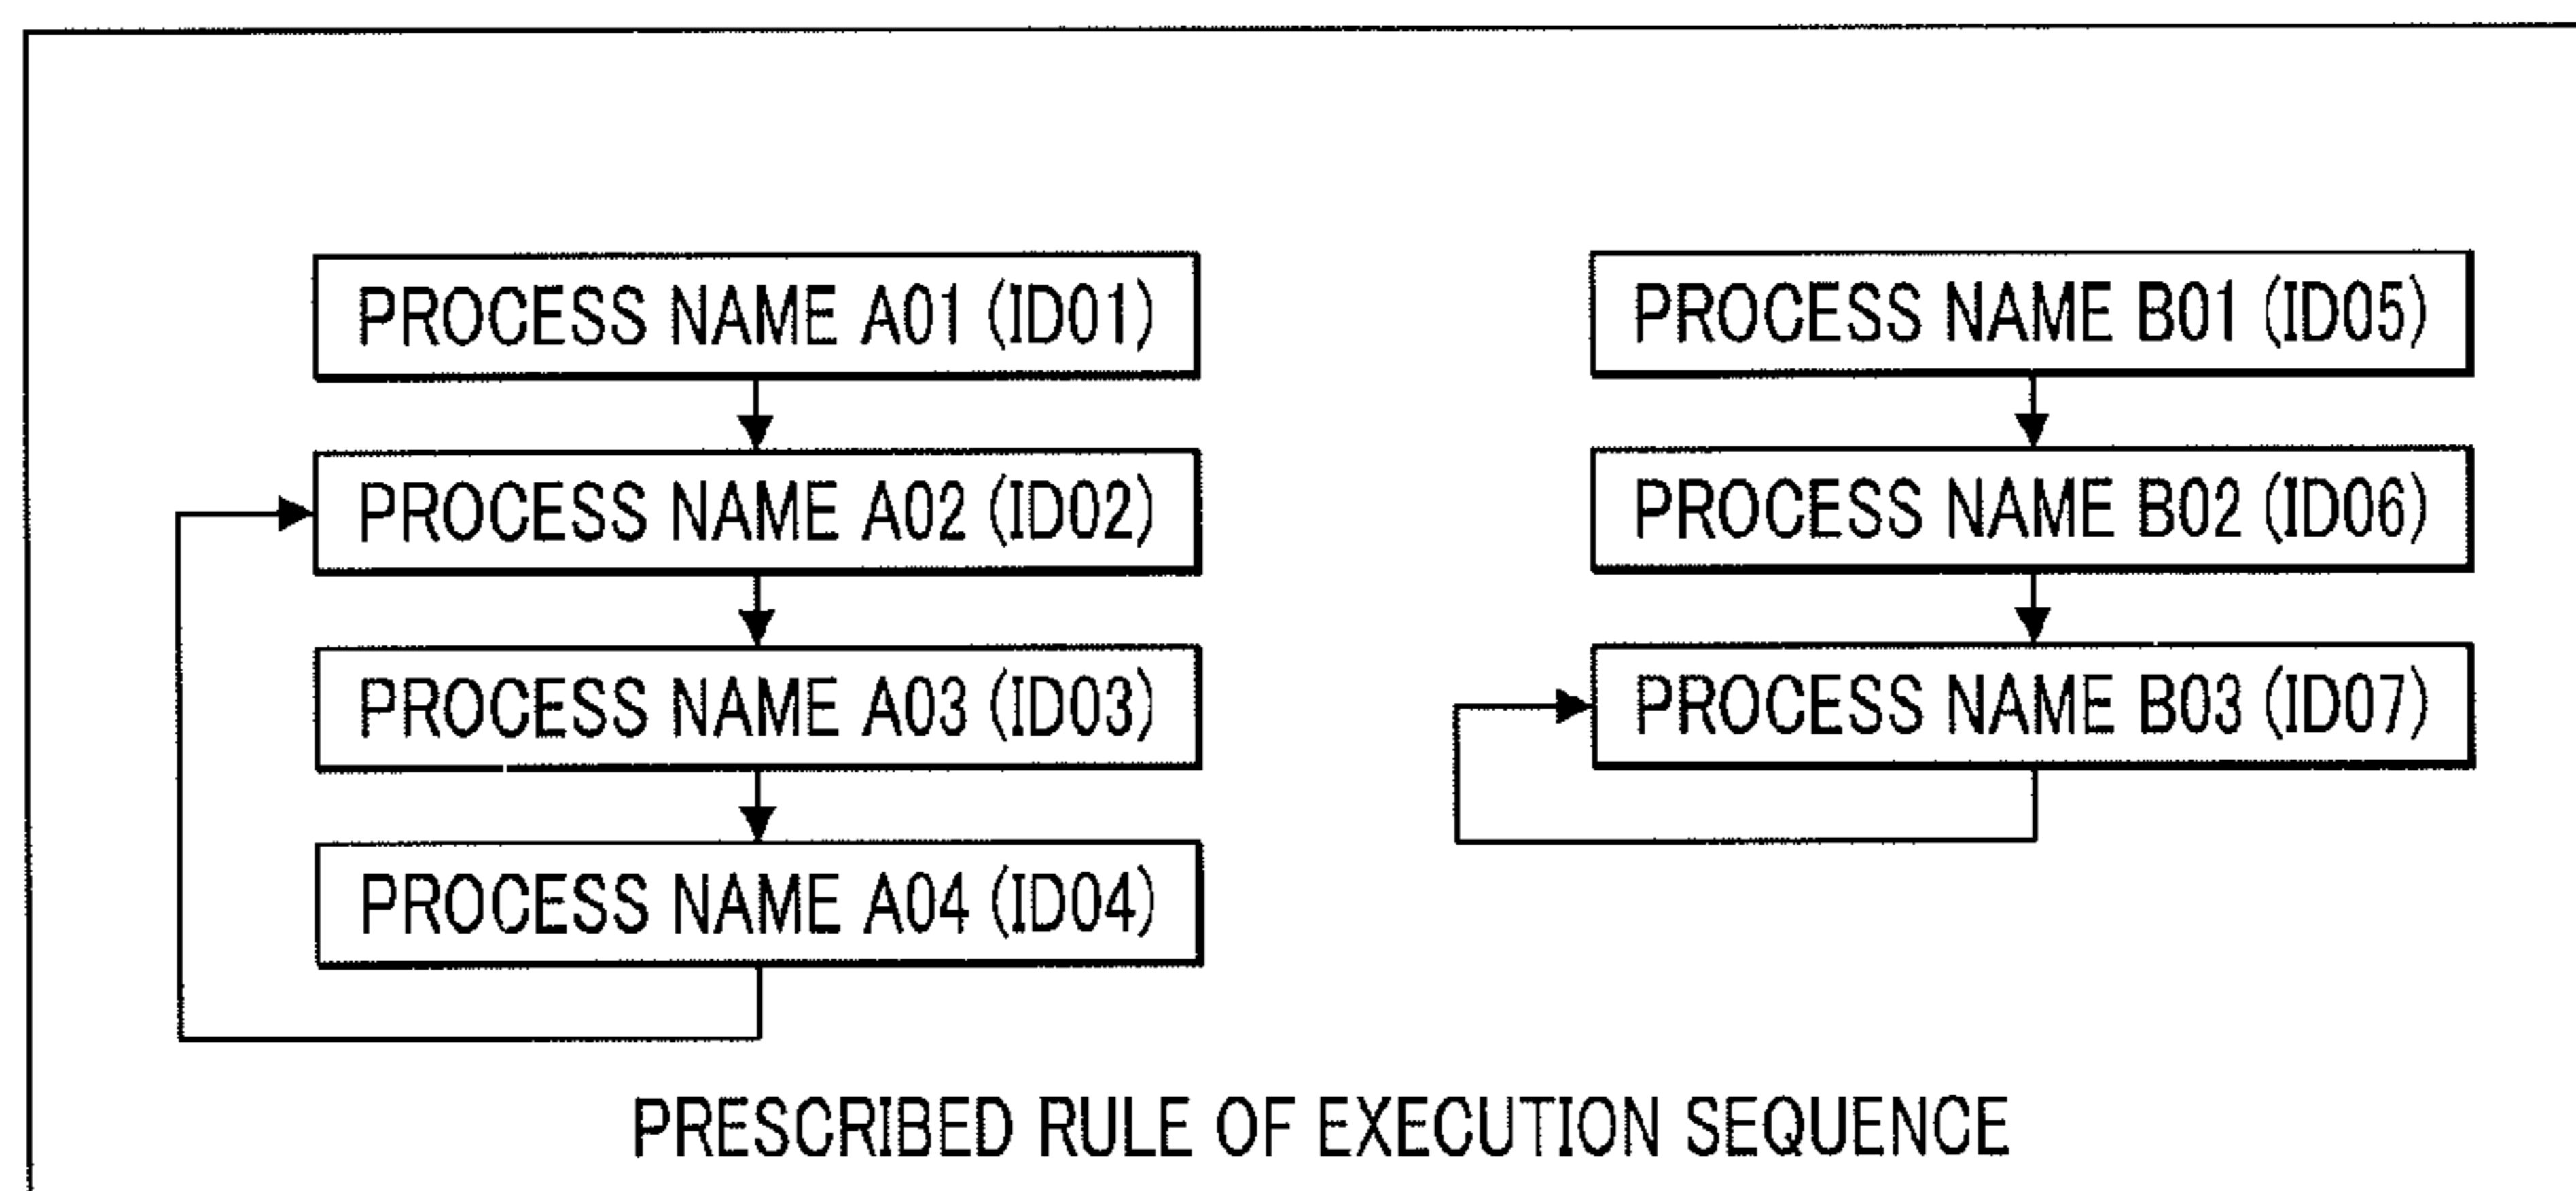 PROCESS NAME A01 (ID01)
PROCESS NAME A02 (ID02)
PROCESS NAME A03 (ID03)
PROCESS NAME A04 (ID04)
PROCESS NAME B01 (ID05)
PROCESS NAME B02 (ID06)
PROCESS NAME B03 (ID07)
PRESCRIBED RULE OF EXECUTION SEQUENCE